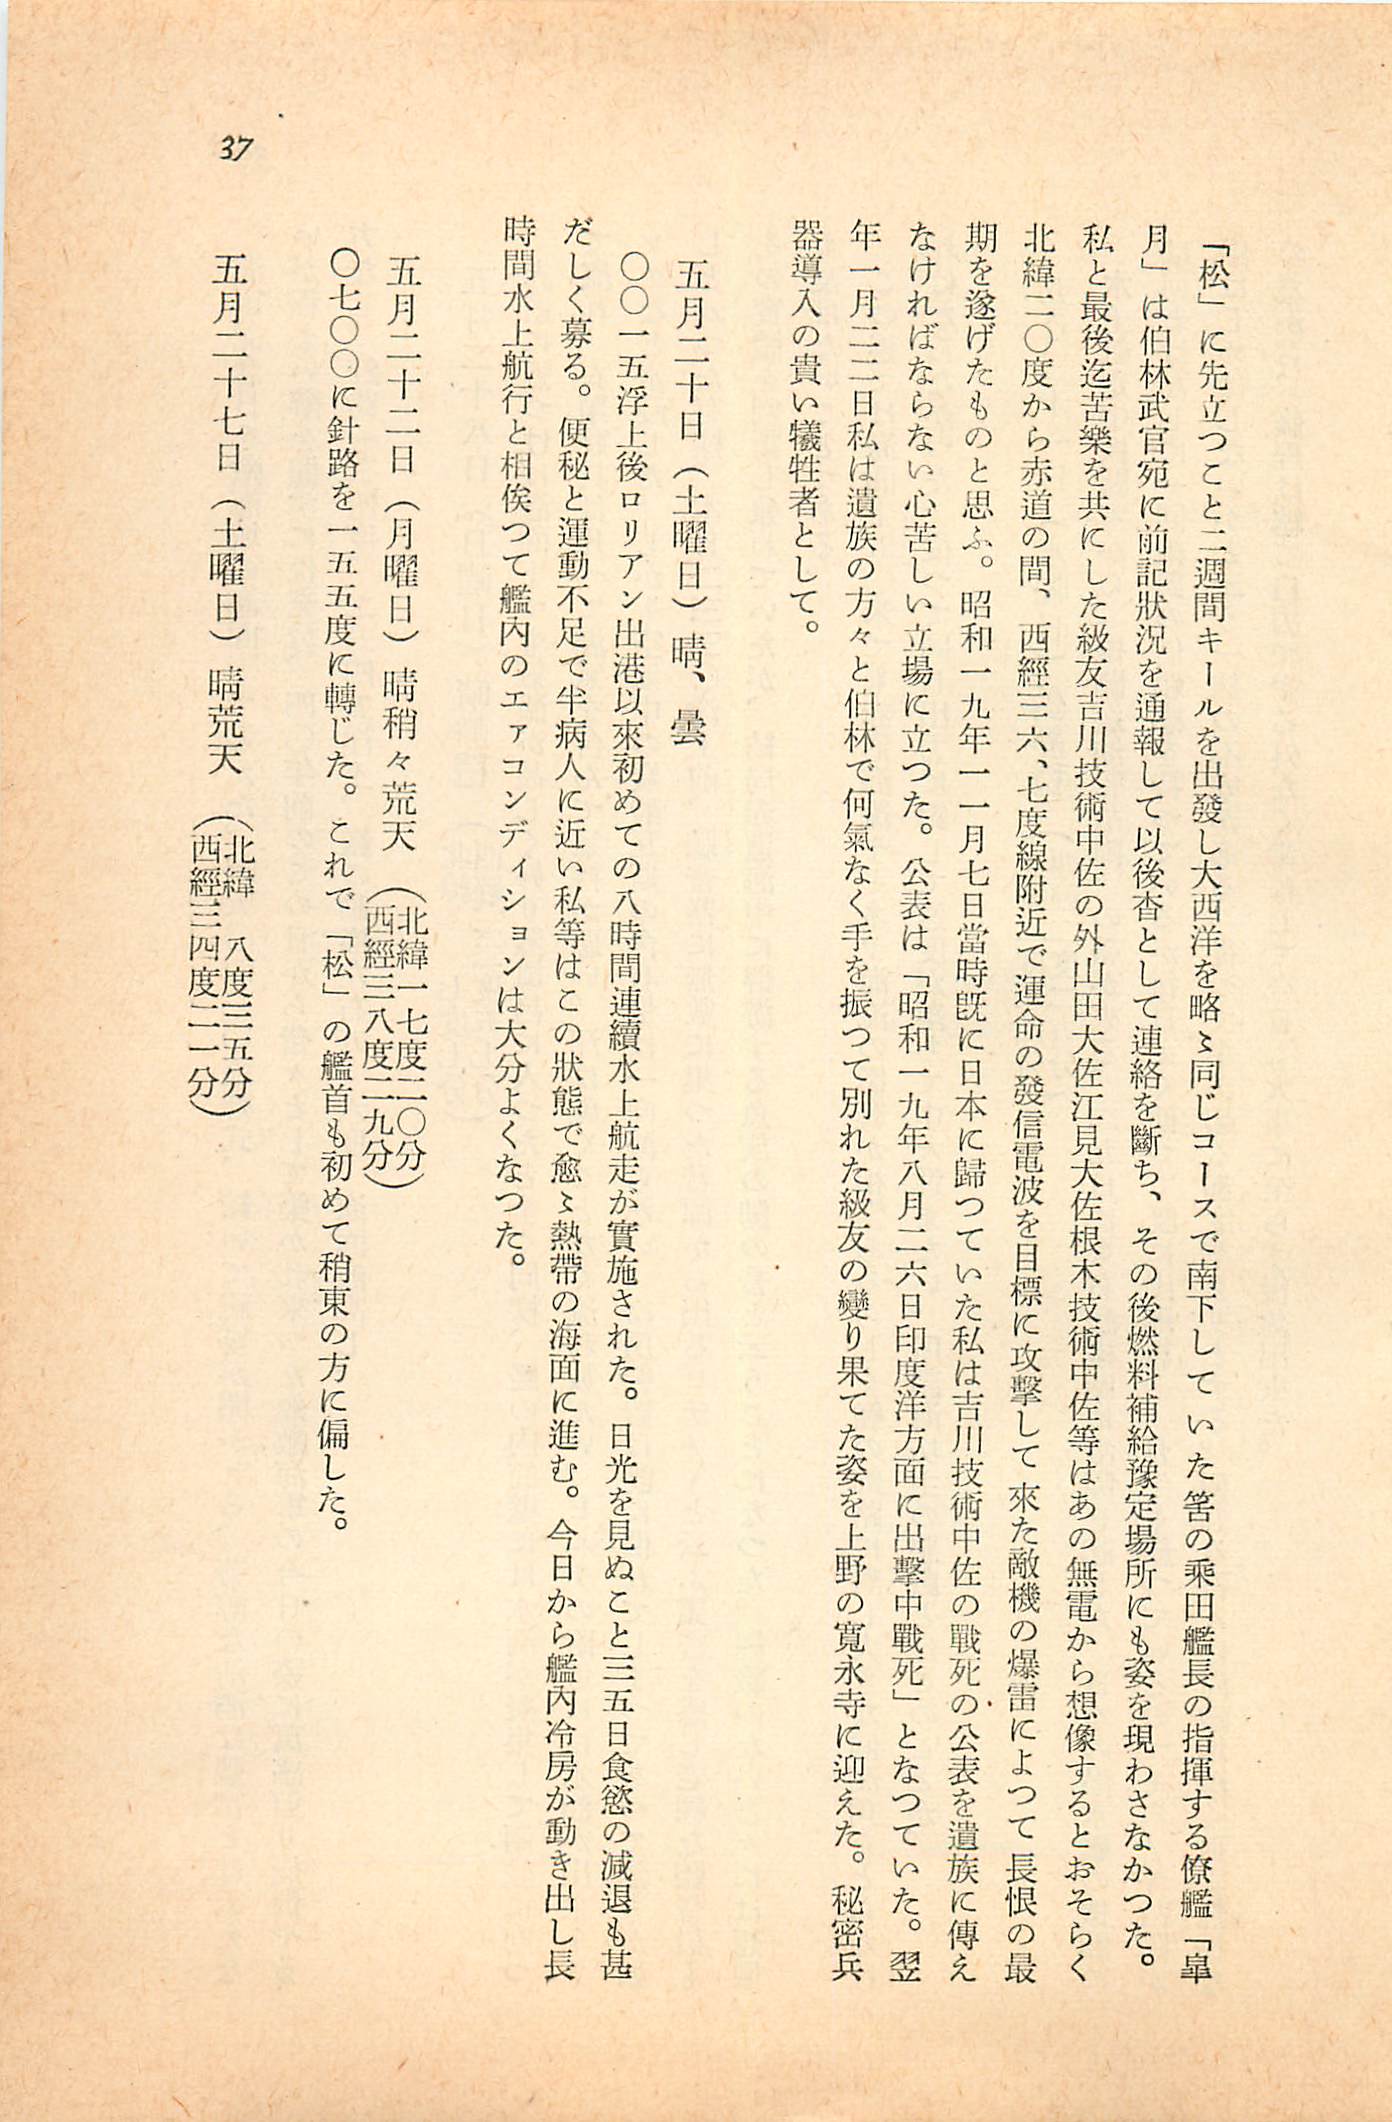 37
「松」に先立つこと二週間キールを出發し大西洋を略〻同じコースで南下していた筈の乗田艦長の指揮する僚艦「皐
月」は伯林武官宛に前記狀況を通報して以後杳として連絡を斷ち、その後燃料補給豫定場所にも姿を現わさなかつた。
私と最後迄苦樂を共にした級友吉川技術中佐の外山田大佐江見大佐根木技術中佐等はあの無電から想像するとおそらく
北緯二〇度から赤道の間、西經三六、七度線附近で運命の發信電波を目標に攻擊して來た敵機の爆雷によつて長恨の最
期を遂げたものと思ふ。昭和一九年一一月七日當時旣に日本に歸つていた私は吉川技術中佐の戰死の公表を遺族に傳え
なければならない心苦しい立場に立つた。公表は「昭和一九年八月二六日印度洋方面に出擊中戰死」となつていた。翌
年一月二二日私は遺族の方々と伯林で何氣なく手を振つて別れた級友の變り果てた姿を上野の寬永寺に迎えた。秘密兵
器導入の貴い犧牲者として。
五月二十日（土曜日）晴、曇
〇〇一五浮上後ロリアン出港以來初めての八時間連續水上航走が實施された。日光を見ぬこと三五日食慾の減退も甚
だしく募る。便秘と運動不足で半病人に近い私等はこの狀態で愈〻熱帶の海面に進む。今日から艦內冷房が動き出し長
時間水上航行と相俟つて艦內のエァコンディションは大分よくなつた。
五月二十二日（月曜日）晴稍々荒天（北緯一七度二〇分
西經三八度二九分）
〇七〇〇に針路を一五五度に轉じた。これで「松」の艦首も初めて稍東の方に偏した。
五月二十七日（土曜日）晴荒天（北緯　八度三五分
西經三四度二一分）